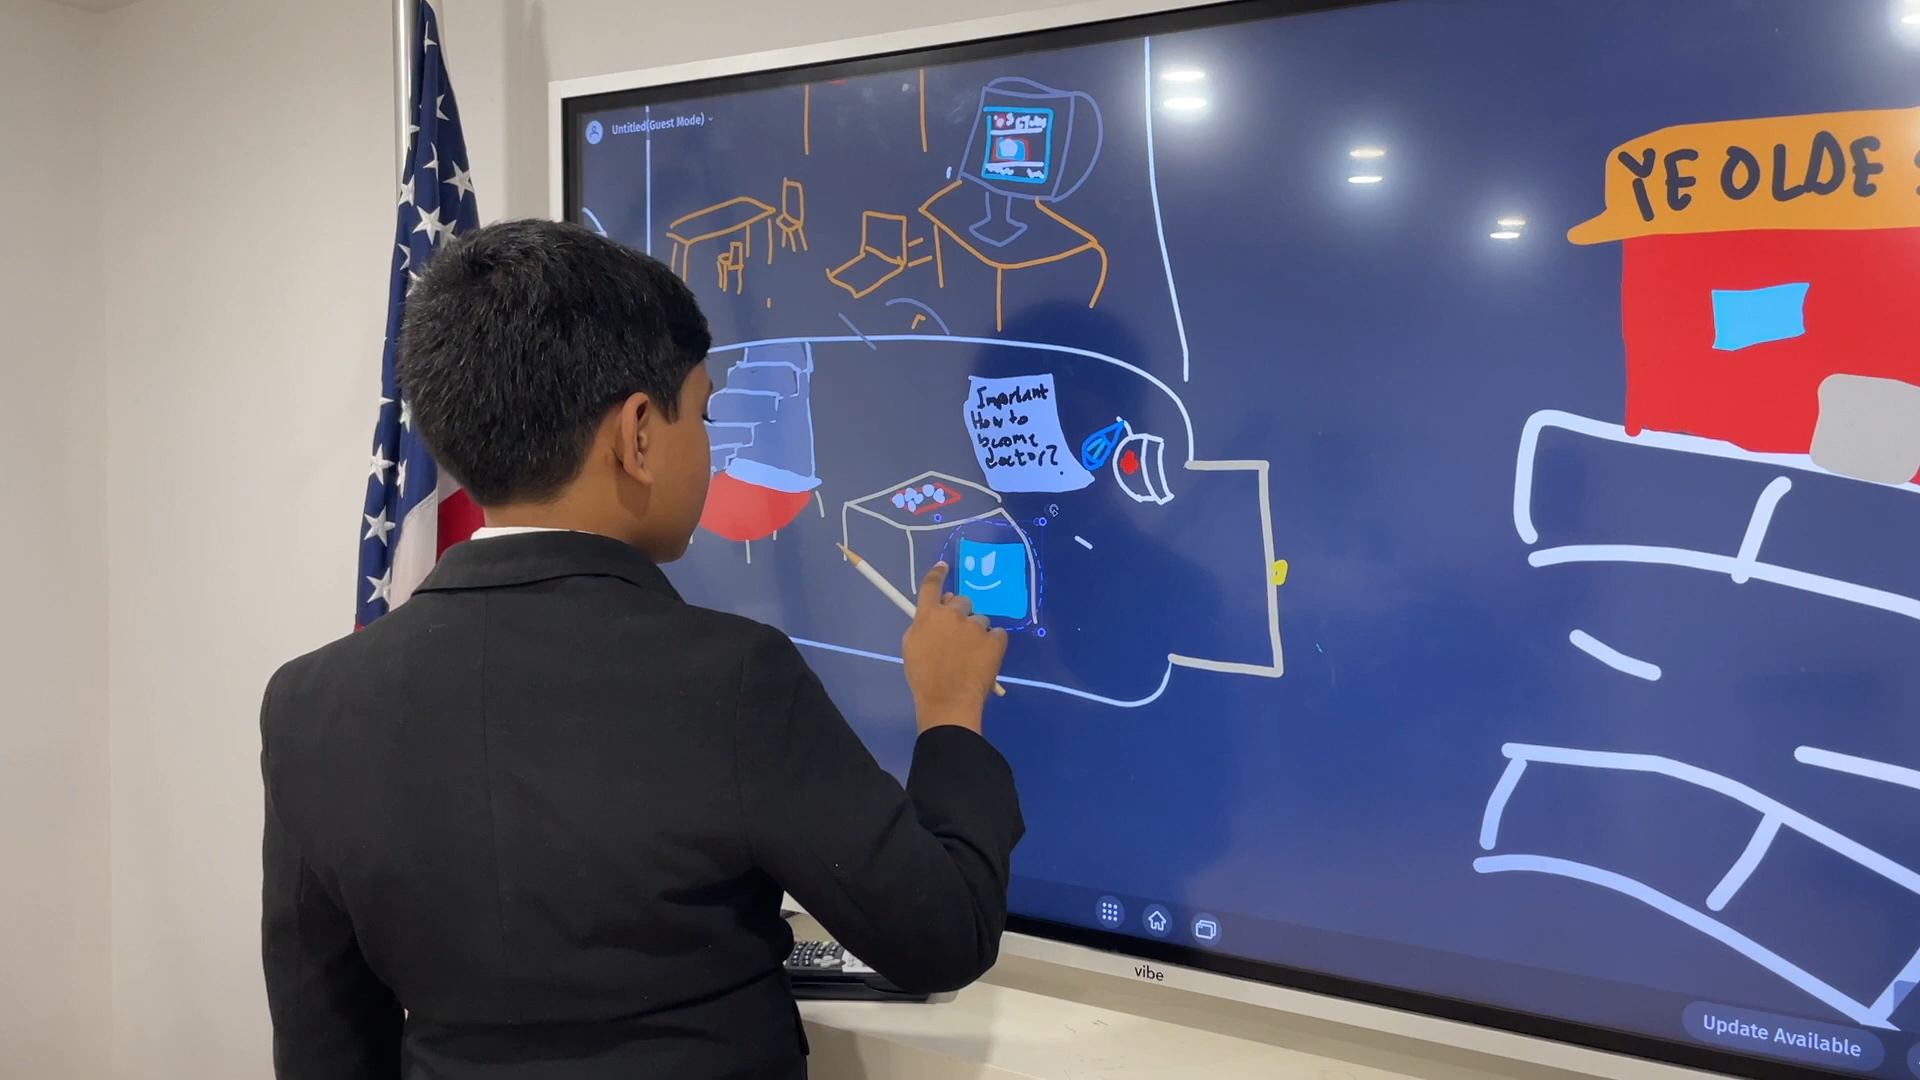 Untitled(Guest Mode)
YE OLDE
Important
How to
become
doctor?
vibe
Update Available